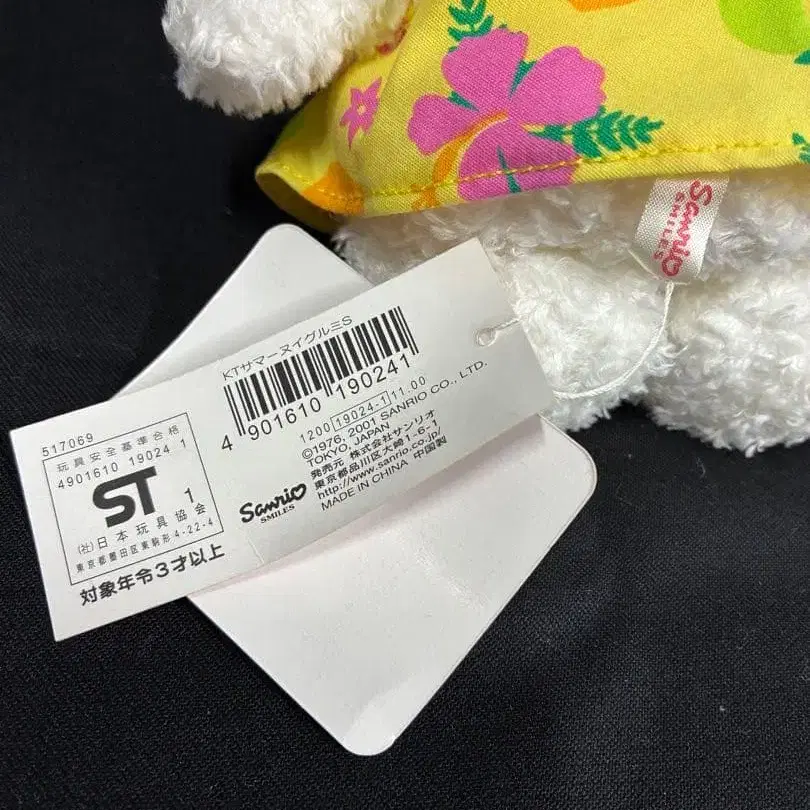 Sanrio
SMILES
KTサマーヌイグルミS
4 901610 190241
1200 19024-1 11.00
©1976, 2001 SANRIO CO., LTD.
TOKYO, JAPAN
発売元 株式会社サンリオ
東京都品川区大崎1-6-1
http://www.sanrio.co.jp/
MADE IN CHINA 中国製
Sanrio
SMILES
517069
玩具安全基準合格
4901610 19024 1
ST 1
(社)日本玩具協会
東京都墨田区東駒形4-22-4
対象年令3才以上